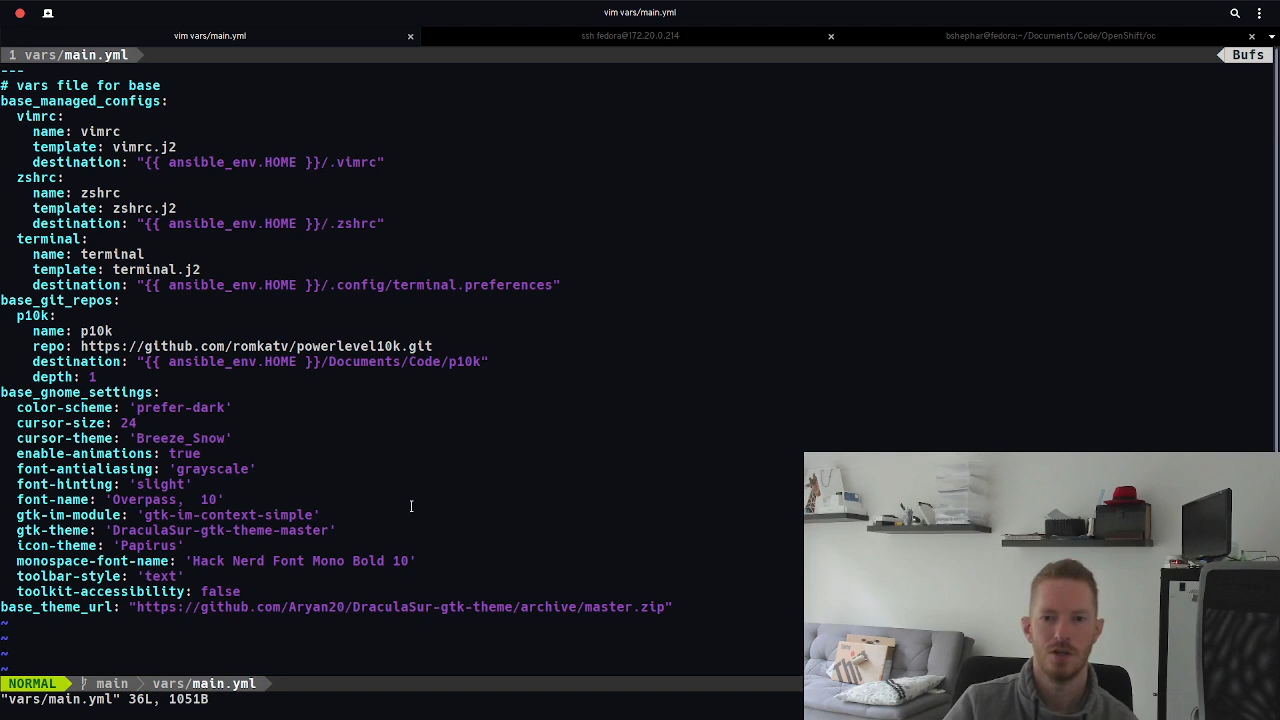 vim vars/main.yml
vim vars/main.yml
ssh fedora@172.20.0.214
bshephar@fedora:~/Documents/Code/OpenShift/oc
1 vars/main.yml
Bufs
---
# vars file for base
base_managed_configs:
  vimrc:
    name: vimrc
    template: vimrc.j2
    destination: "{{ ansible_env.HOME }}/.vimrc"
  zshrc:
    name: zshrc
    template: zshrc.j2
    destination: "{{ ansible_env.HOME }}/.zshrc"
  terminal:
    name: terminal
    template: terminal.j2
    destination: "{{ ansible_env.HOME }}/.config/terminal.preferences"
base_git_repos:
  p10k:
    name: p10k
    repo: https://github.com/romkatv/powerlevel10k.git
    destination: "{{ ansible_env.HOME }}/Documents/Code/p10k"
    depth: 1
base_gnome_settings:
  color-scheme: 'prefer-dark'
  cursor-size: 24
  cursor-theme: 'Breeze_Snow'
  enable-animations: true
  font-antialiasing: 'grayscale'
  font-hinting: 'slight'
  font-name: 'Overpass,  10'
  gtk-im-module: 'gtk-im-context-simple'
  gtk-theme: 'DraculaSur-gtk-theme-master'
  icon-theme: 'Papirus'
  monospace-font-name: 'Hack Nerd Font Mono Bold 10'
  toolbar-style: 'text'
  toolkit-accessibility: false
base_theme_url: "https://github.com/Aryan20/DraculaSur-gtk-theme/archive/master.zip"
~
~
~
~
NORMAL main vars/main.yml
"vars/main.yml" 36L, 1051B